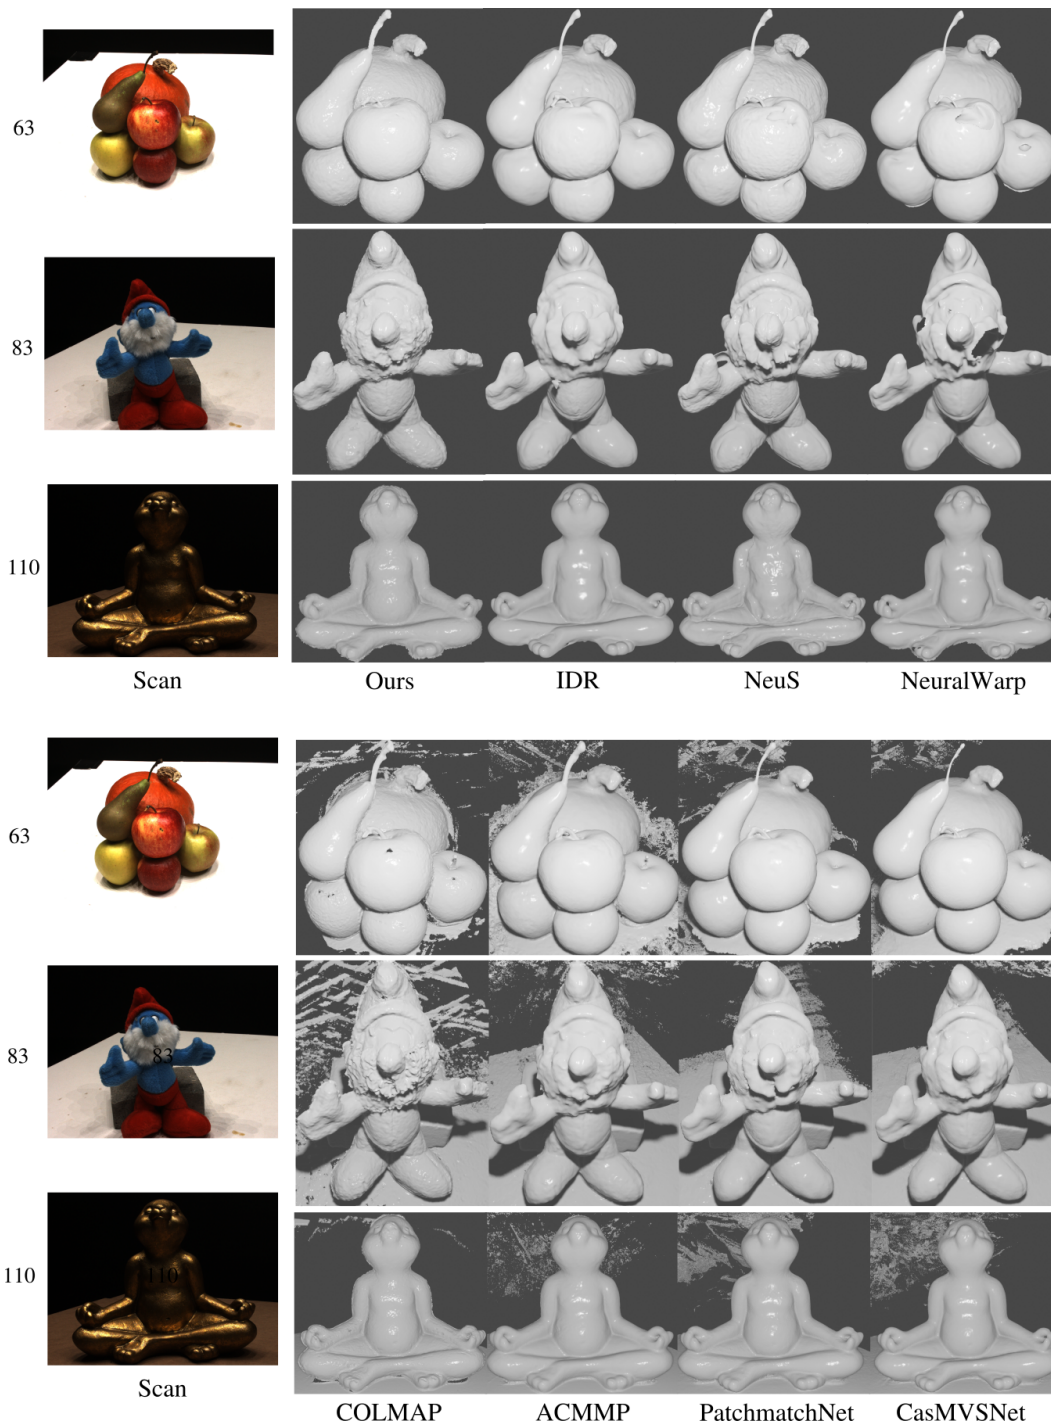 63
83
110
Scan Ours IDR NeuS NeuralWarp
63
83 83
110 110
Scan
COLMAP ACMMP PatchmatchNet CasMVSNet